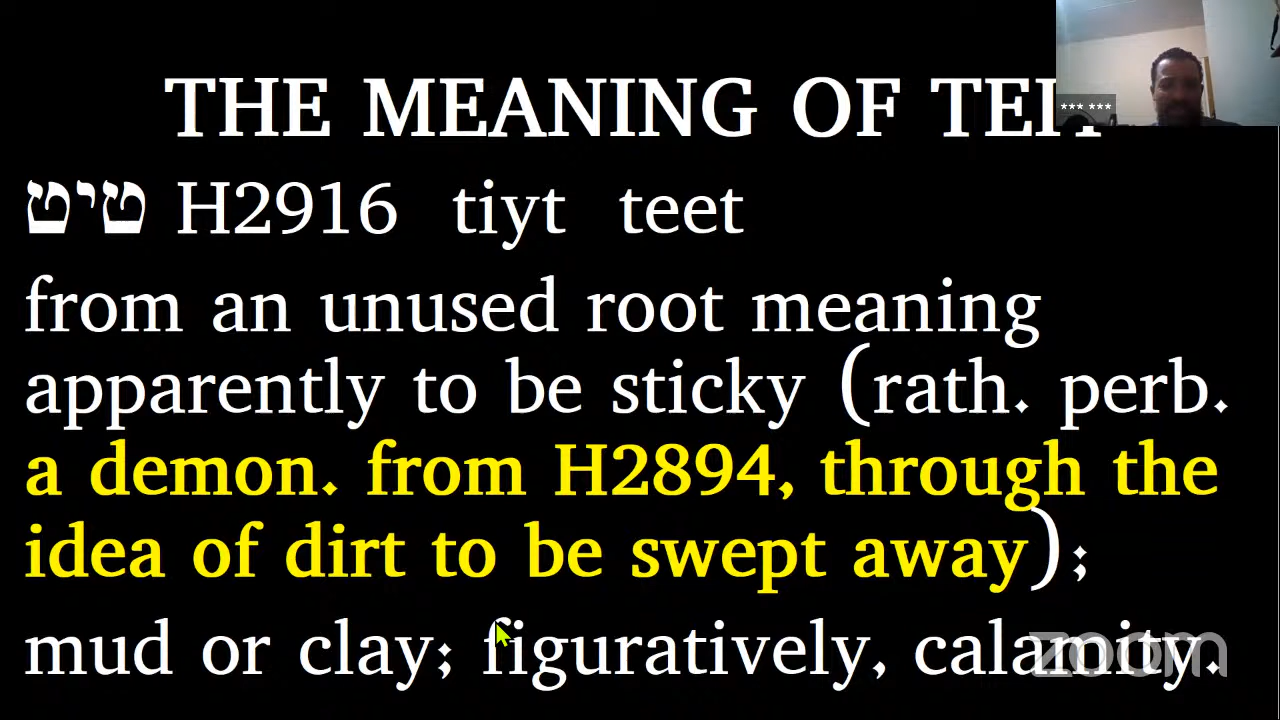 THE MEANING OF
*** ***
טיט H2916 tiyt teet
from an unused root meaning
apparently to be sticky (rath. perb.
a demon. from H2894, through the
idea of dirt to be swept away);
mud or clay; figuratively, calamity.
zoom